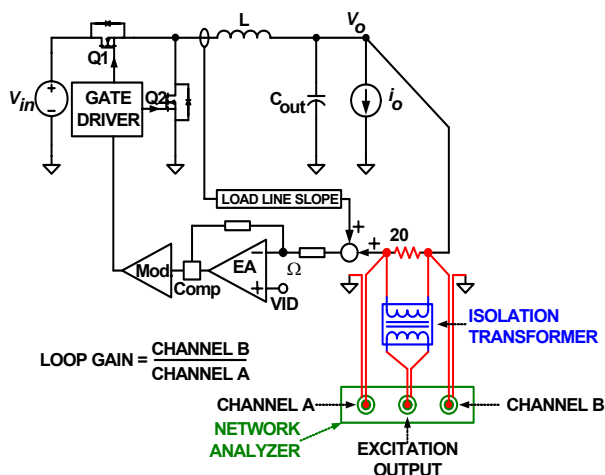 Vo
L
Q1
Vin
GATE
DRIVER
Q2
Cout
io
LOAD LINE SLOPE
+
+
20
Mod
Comp
EA
−
+
Ω
VID
ISOLATION
TRANSFORMER
LOOP GAIN = CHANNEL B
CHANNEL A
CHANNEL A
CHANNEL B
NETWORK
ANALYZER
EXCITATION
OUTPUT